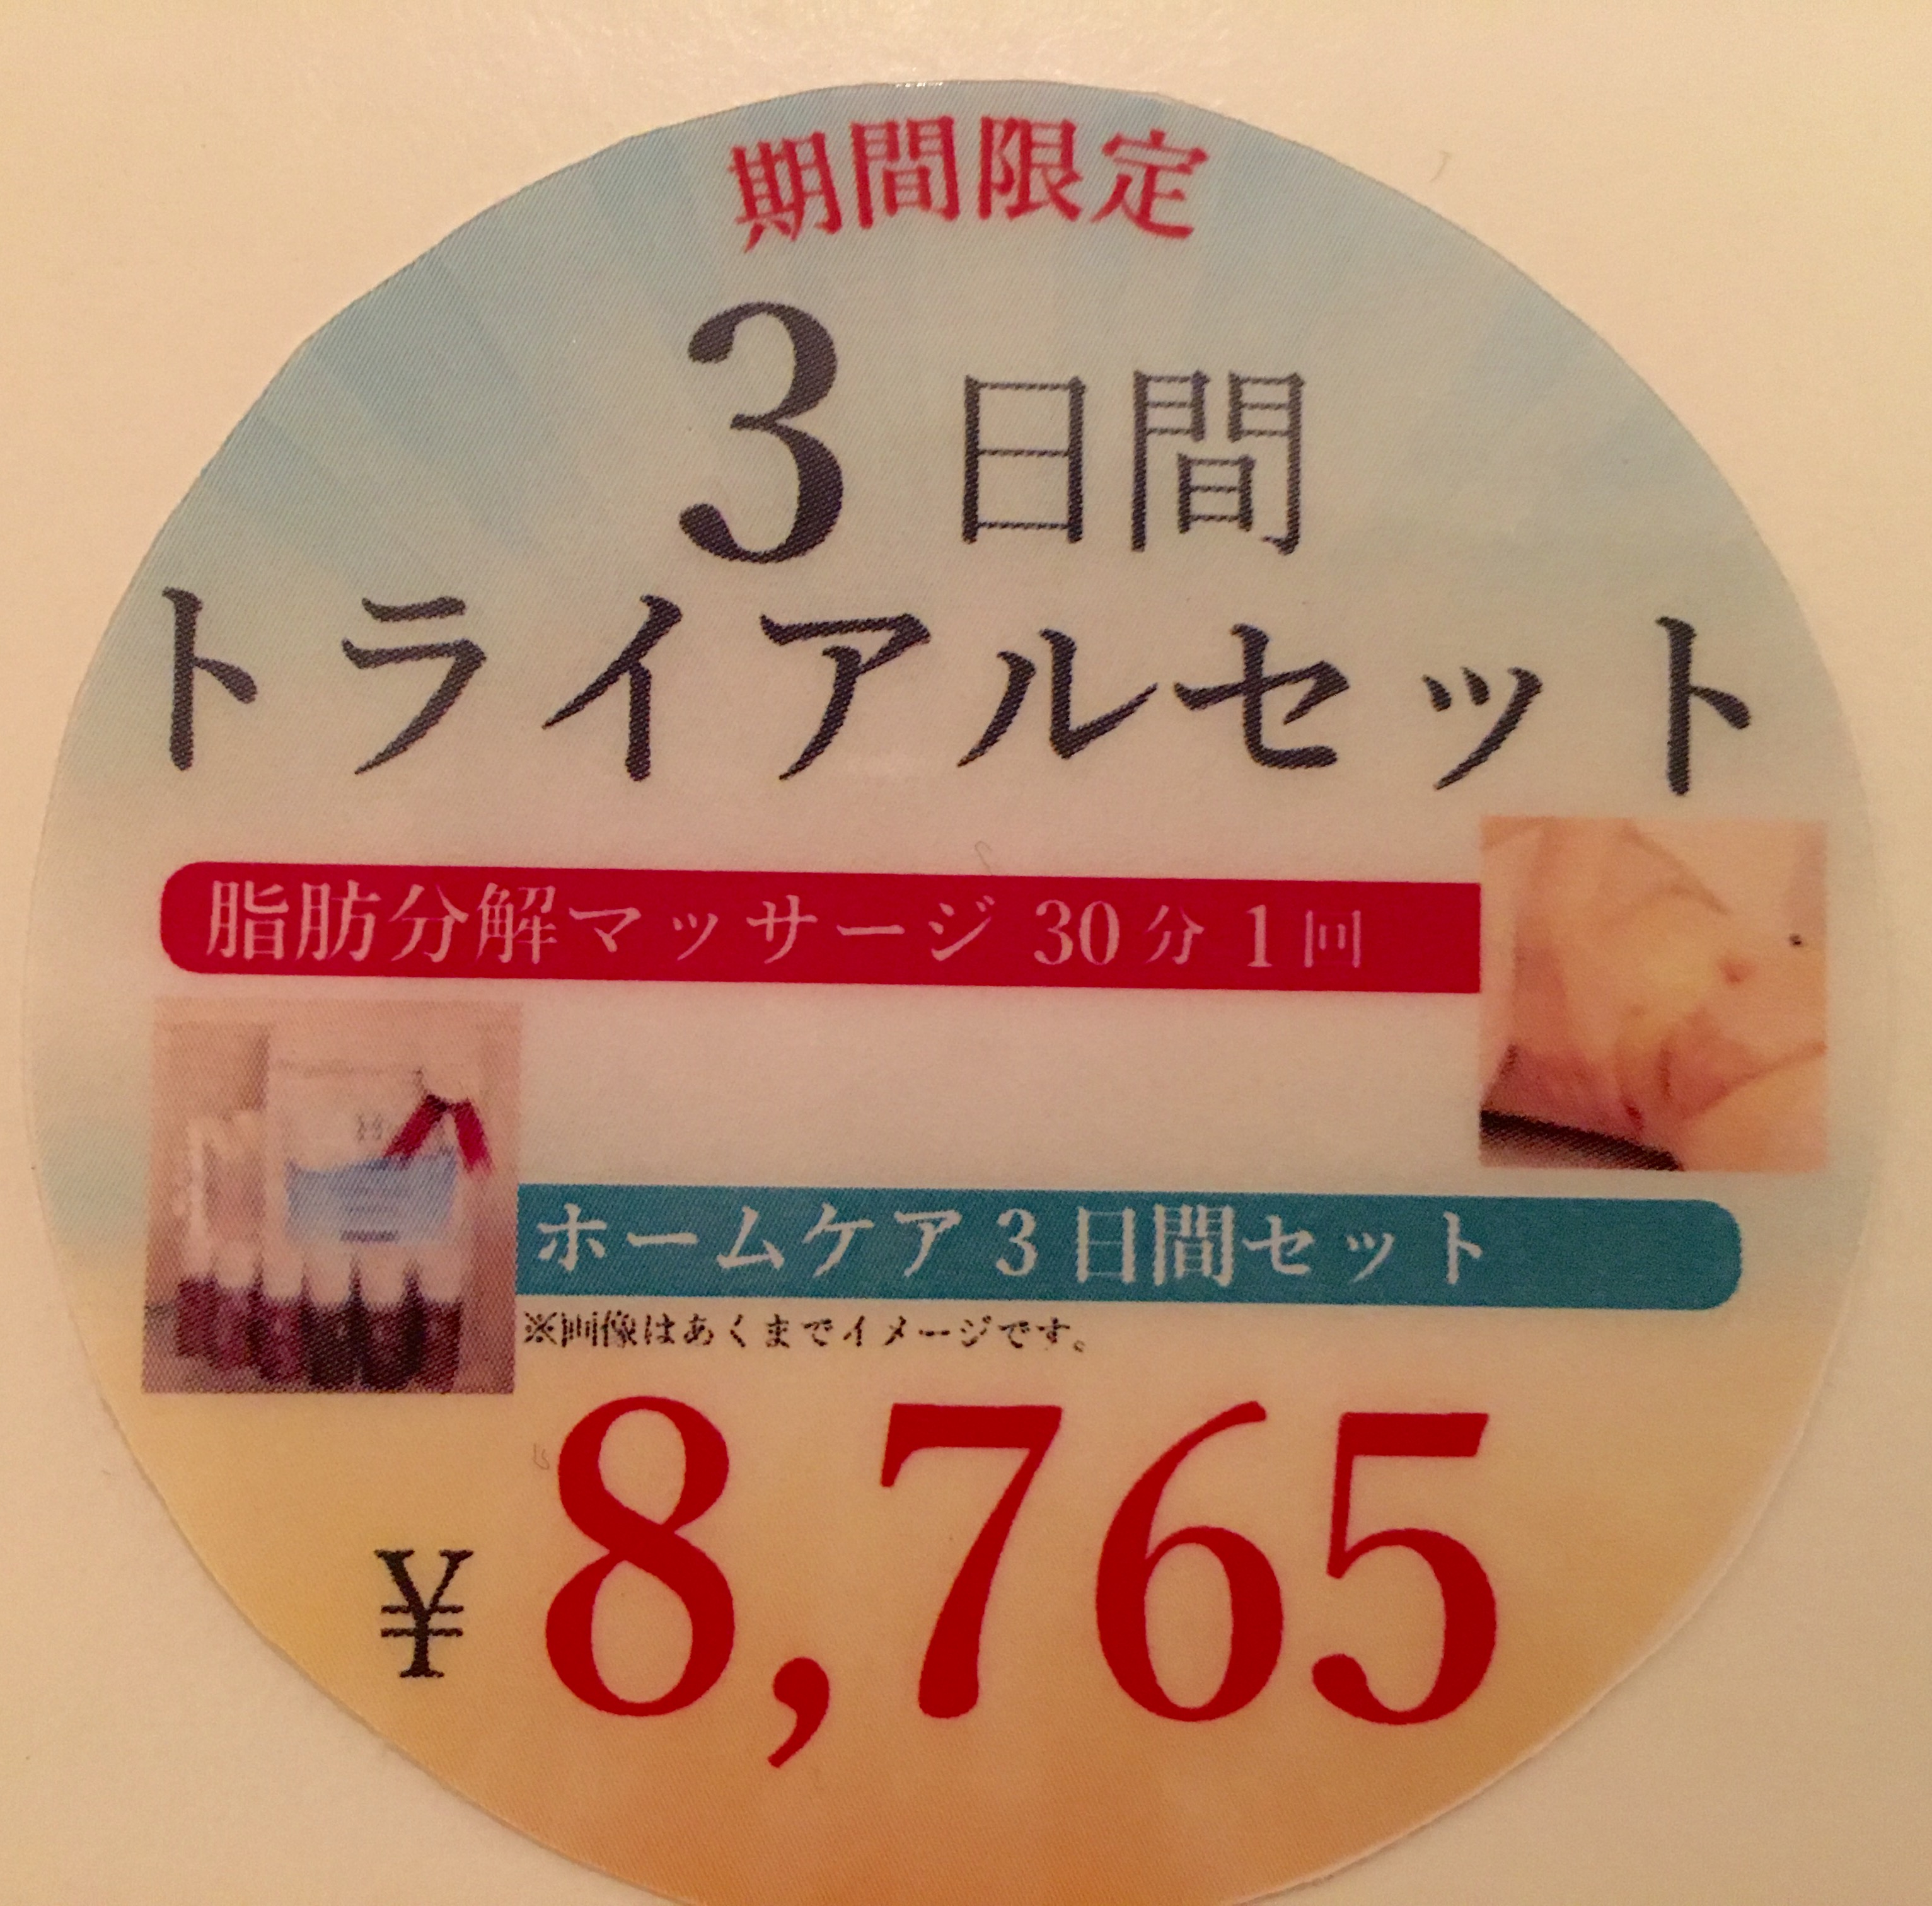 期間限定
3日間
トライアルセット
脂肪分解マッサージ 30分1回
ホームケア3日間セット
※画像はあくまでイメージです。
¥8,765